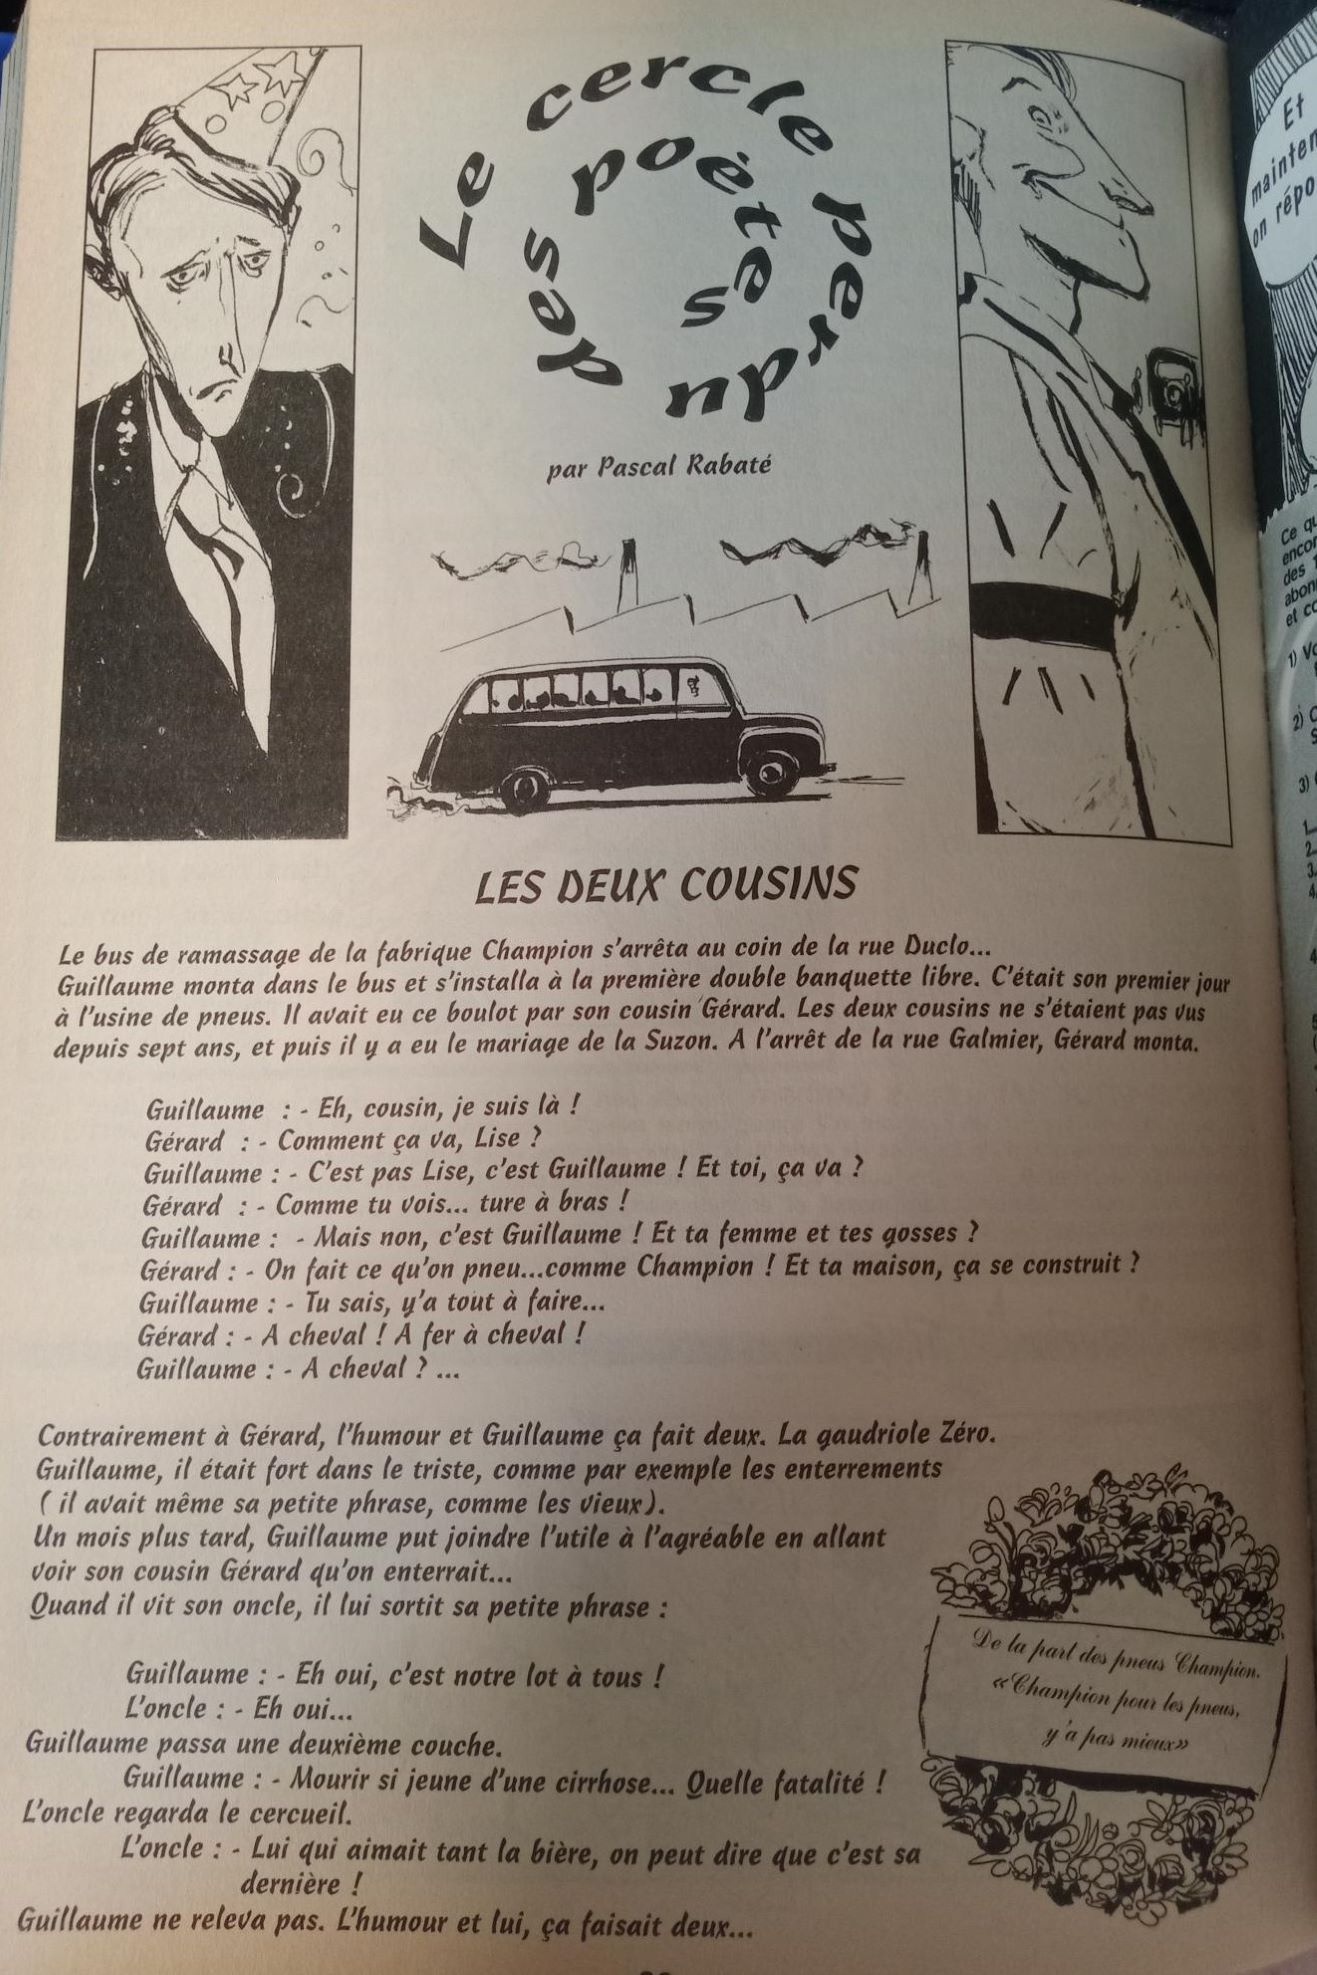 Le cercle perdu
des poètes
par Pascal Rabaté
LES DEUX COUSINS
Le bus de ramassage de la fabrique Champion s'arrêta au coin de la rue Duclo...
Guillaume monta dans le bus et s'installa à la première double banquette libre. C'était son premier jour
à l'usine de pneus. Il avait eu ce boulot par son cousin Gérard. Les deux cousins ne s'étaient pas vus
depuis sept ans, et puis il y a eu le mariage de la Suzon. A l'arrêt de la rue Galmier, Gérard monta.
Guillaume : - Eh, cousin, je suis là !
Gérard : - Comment ça va, Lise ?
Guillaume : - C'est pas Lise, c'est Guillaume ! Et toi, ça va ?
Gérard : - Comme tu vois... ture à bras !
Guillaume : - Mais non, c'est Guillaume ! Et ta femme et tes gosses ?
Gérard : - On fait ce qu'on pneu...comme Champion ! Et ta maison, ça se construit ?
Guillaume : - Tu sais, y'a tout à faire...
Gérard : - A cheval ! A fer à cheval !
Guillaume : - A cheval ? ...
Contrairement à Gérard, l'humour et Guillaume ça fait deux. La gaudriole Zéro.
Guillaume, il était fort dans le triste, comme par exemple les enterrements
( il avait même sa petite phrase, comme les vieux).
Un mois plus tard, Guillaume put joindre l'utile à l'agréable en allant
voir son cousin Gérard qu'on enterrait...
Quand il vit son oncle, il lui sortit sa petite phrase :
Guillaume : - Eh oui, c'est notre lot à tous !
L'oncle : - Eh oui...
Guillaume passa une deuxième couche.
Guillaume : - Mourir si jeune d'une cirrhose... Quelle fatalité !
L'oncle regarda le cercueil.
L'oncle : - Lui qui aimait tant la bière, on peut dire que c'est sa
dernière !
Guillaume ne releva pas. L'humour et lui, ça faisait deux...
De la part des pneus Champion.
«Champion pour les pneus,
y'a pas mieux»
Et
on
Ce
des
et
1)
2)
3)
1
2
3
4